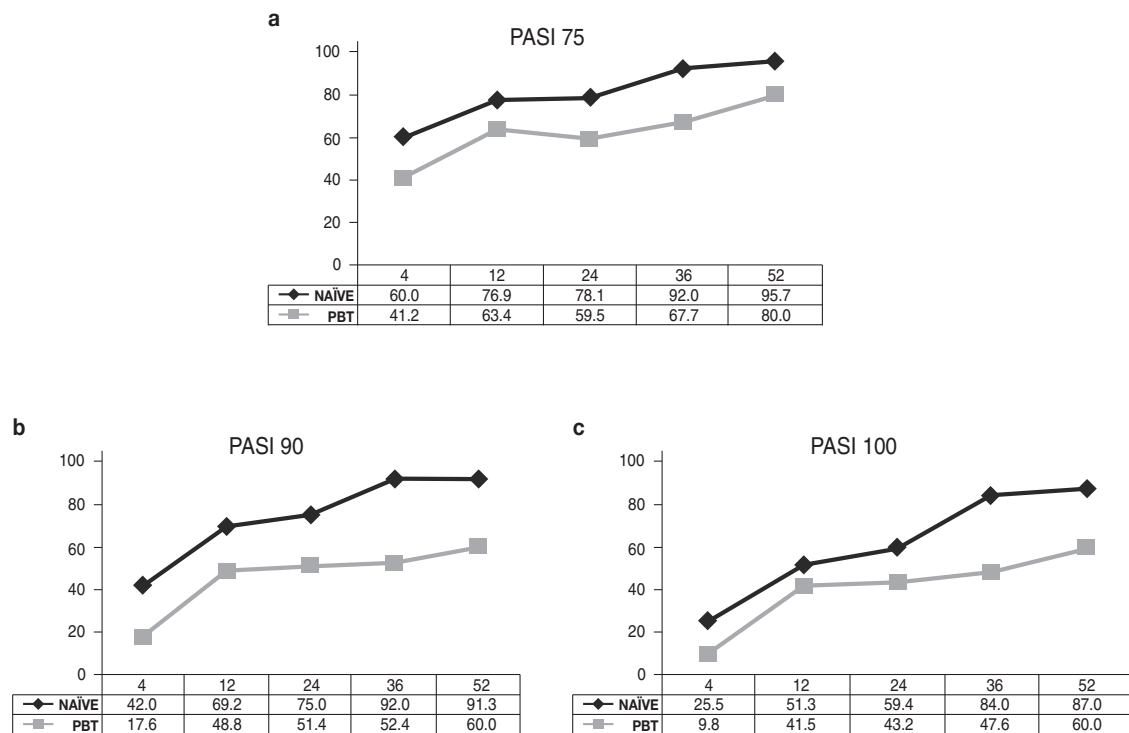 a
PASI 75
100
80
60
40
20
0
4 12 24 36 52
NAÏVE 60.0 76.9 78.1 92.0 95.7
PBT 41.2 63.4 59.5 67.7 80.0
b
PASI 90
100
80
60
40
20
0
4 12 24 36 52
NAÏVE 42.0 69.2 75.0 92.0 91.3
PBT 17.6 48.8 51.4 52.4 60.0
c
PASI 100
100
80
60
40
20
0
4 12 24 36 52
NAÏVE 25.5 51.3 59.4 84.0 87.0
PBT 9.8 41.5 43.2 47.6 60.0